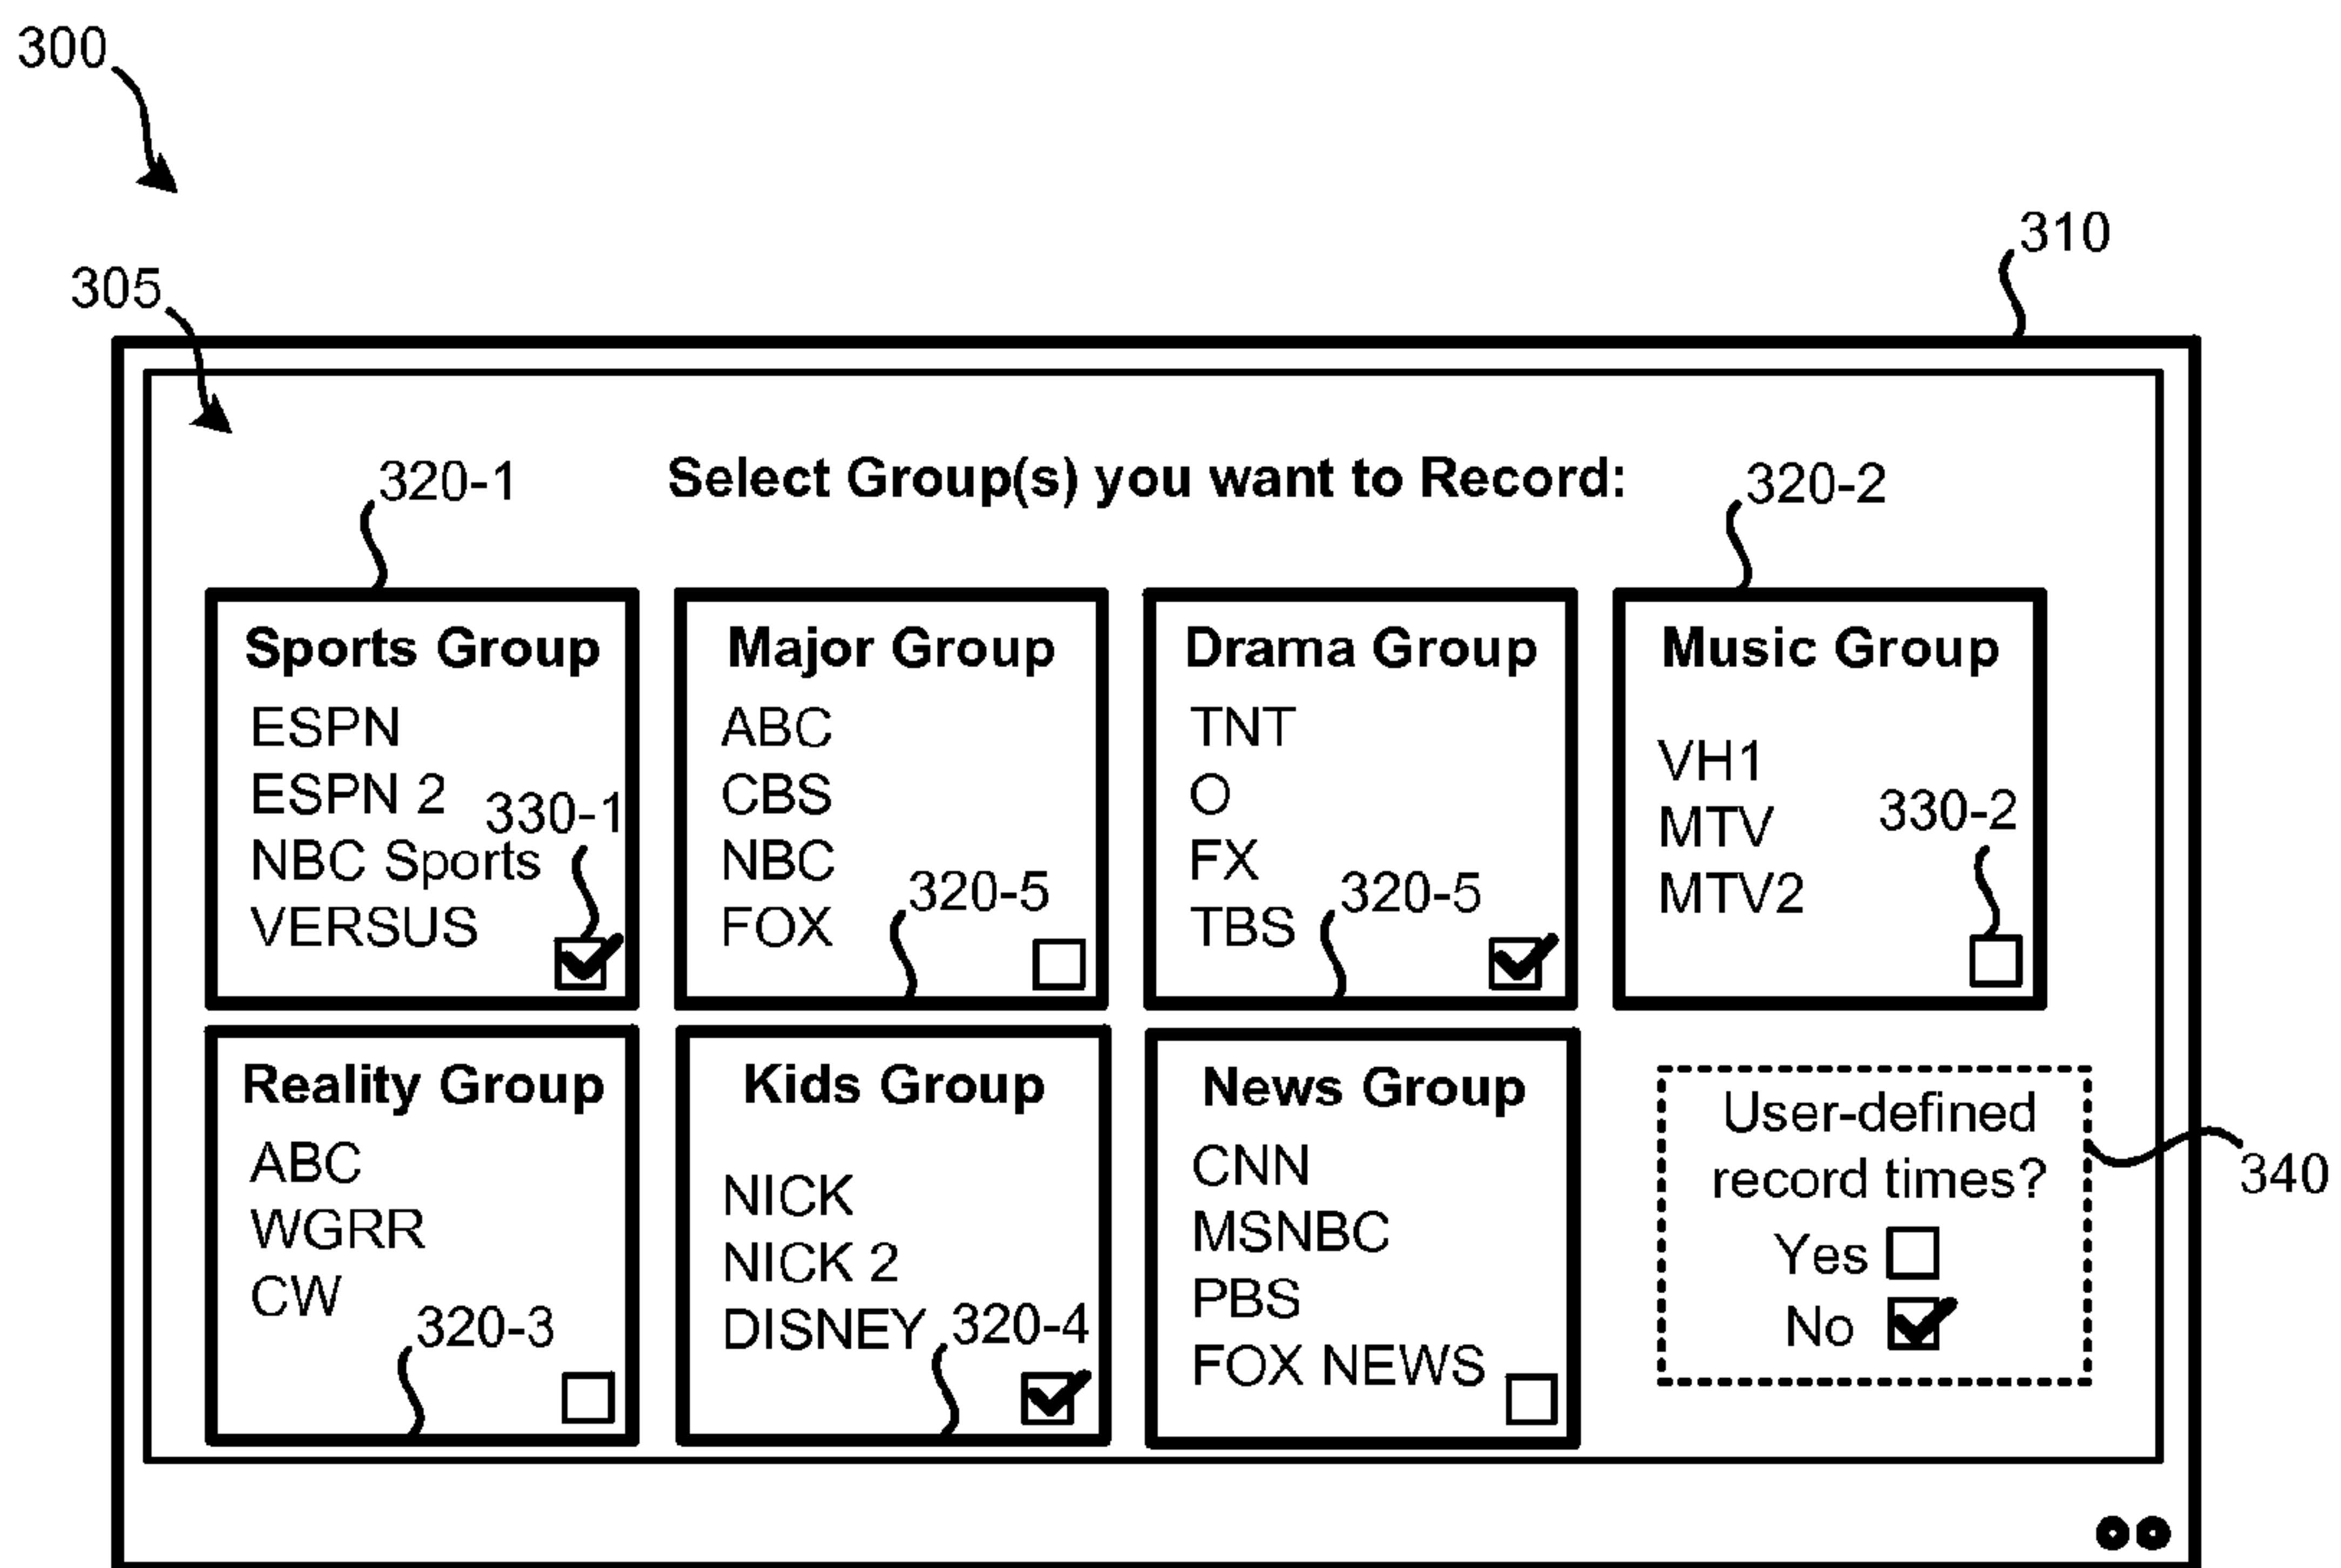 300
310
305
320-1
Select Group(s) you want to Record:
320-2
Sports Group
ESPN
ESPN 2
330-1
NBC Sports
VERSUS
Major Group
ABC
CBS
NBC
320-5
FOX
Drama Group
TNT
O
FX
320-5
TBS
Music Group
VH1
MTV
330-2
MTV2
Reality Group
ABC
WGRR
CW
320-3
Kids Group
NICK
NICK 2
DISNEY
320-4
News Group
CNN
MSNBC
PBS
FOX NEWS
User-defined
record times?
Yes
No
340